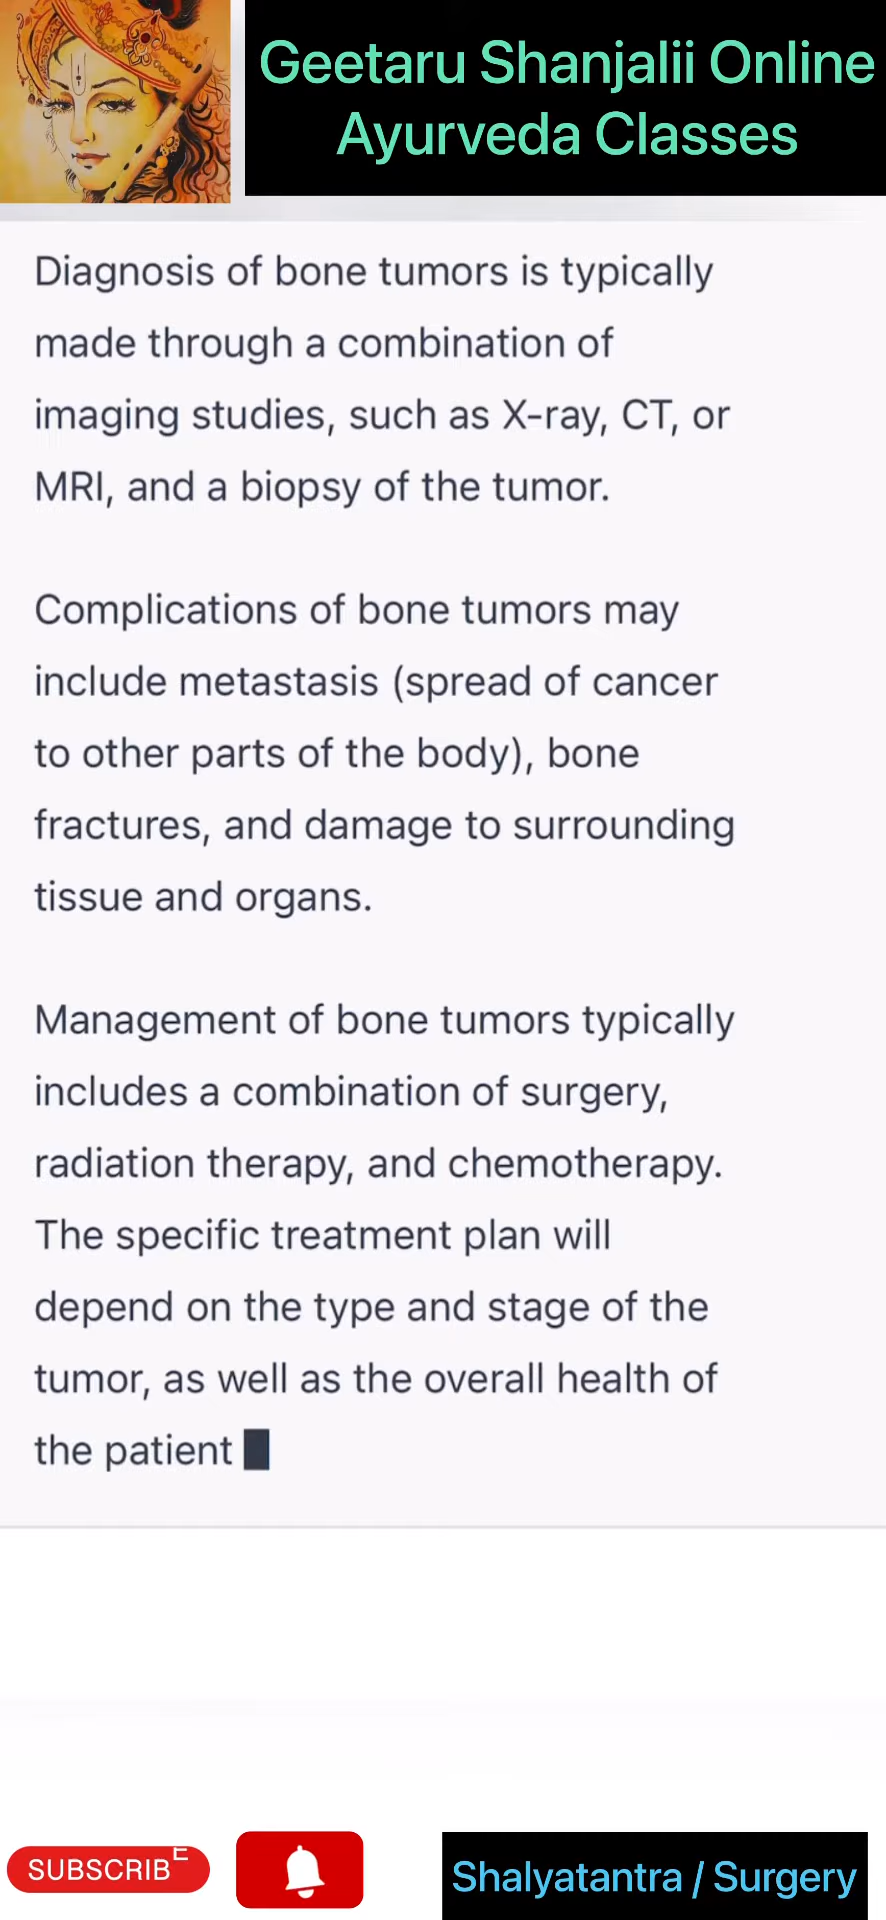 Geetaru Shanjalii Online
Ayurveda Classes
Diagnosis of bone tumors is typically
made through a combination of
imaging studies, such as X-ray, CT, or
MRI, and a biopsy of the tumor.
Complications of bone tumors may
include metastasis (spread of cancer
to other parts of the body), bone
fractures, and damage to surrounding
tissue and organs.
Management of bone tumors typically
includes a combination of surgery,
radiation therapy, and chemotherapy.
The specific treatment plan will
depend on the type and stage of the
tumor, as well as the overall health of
the patient
SUBSCRIBE
Shalyatantra / Surgery